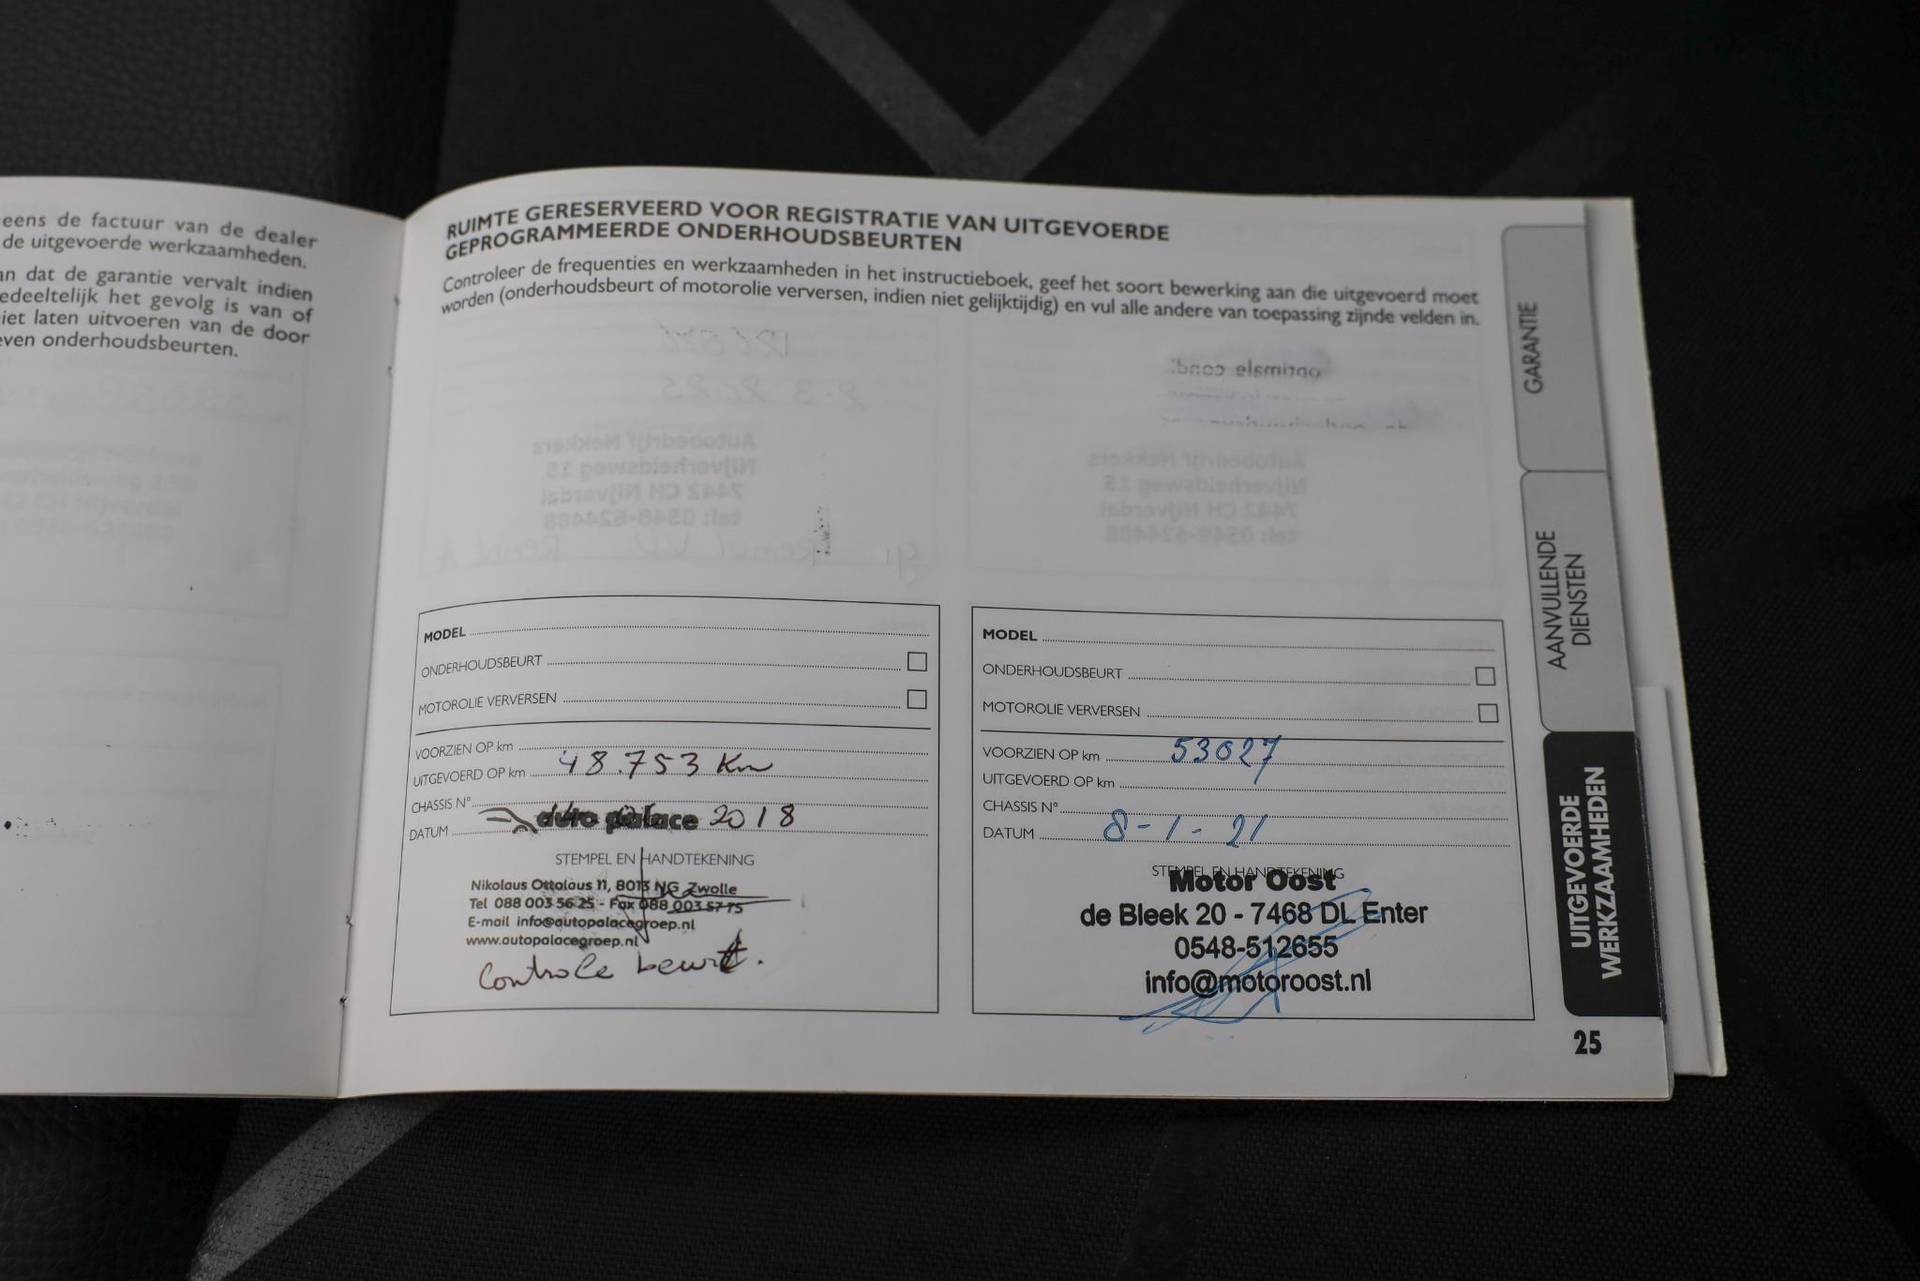 eens de factuur van de dealer
de uitgevoerde werkzaamheden.
dat de garantie vervalt indien
het gevolg is van of
laten uitvoeren van de door
onderhoudsbeurten.
RUIMTE GERESERVEERD VOOR REGISTRATIE VAN UITGEVOERDE
GEPROGRAMMEERDE ONDERHOUDSBEURTEN
Controleer de frequenties en werkzaamheden in het instructieboek, geef het soort bewerking aan die uitgevoerd moet
worden (onderhoudsbeurt of motorolie verversen, indien niet gelijktijdig) en vul alle andere van toepassing zijnde velden in.
MODEL
ONDERHOUDSBEURT
MOTOROLIE VERVERSEN
VOORZIEN OP km
UITGEVOERD OP km 48.753 Km
CHASSIS N°
DATUM auto palace 2018
STEMPEL EN HANDTEKENING
Nikolaus Ottolaus 11, 8013 NG Zwolle
Tel 088 003 56 25 - Fax 088 003 57 75
E-mail info@autopalacegroep.nl
www.autopalacegroep.nl
Controle beurt.
MODEL
ONDERHOUDSBEURT
MOTOROLIE VERVERSEN
VOORZIEN OP km 53027
UITGEVOERD OP km
CHASSIS N°
DATUM 8-1-21
STEMPEL EN HANDTEKENING
Motor Oost
de Bleek 20 - 7468 DL Enter
0548-512655
info@motoroost.nl
GARANTIE
AANVULLENDE
DIENSTEN
UITGEVOERDE
WERKZAAMHEDEN
25